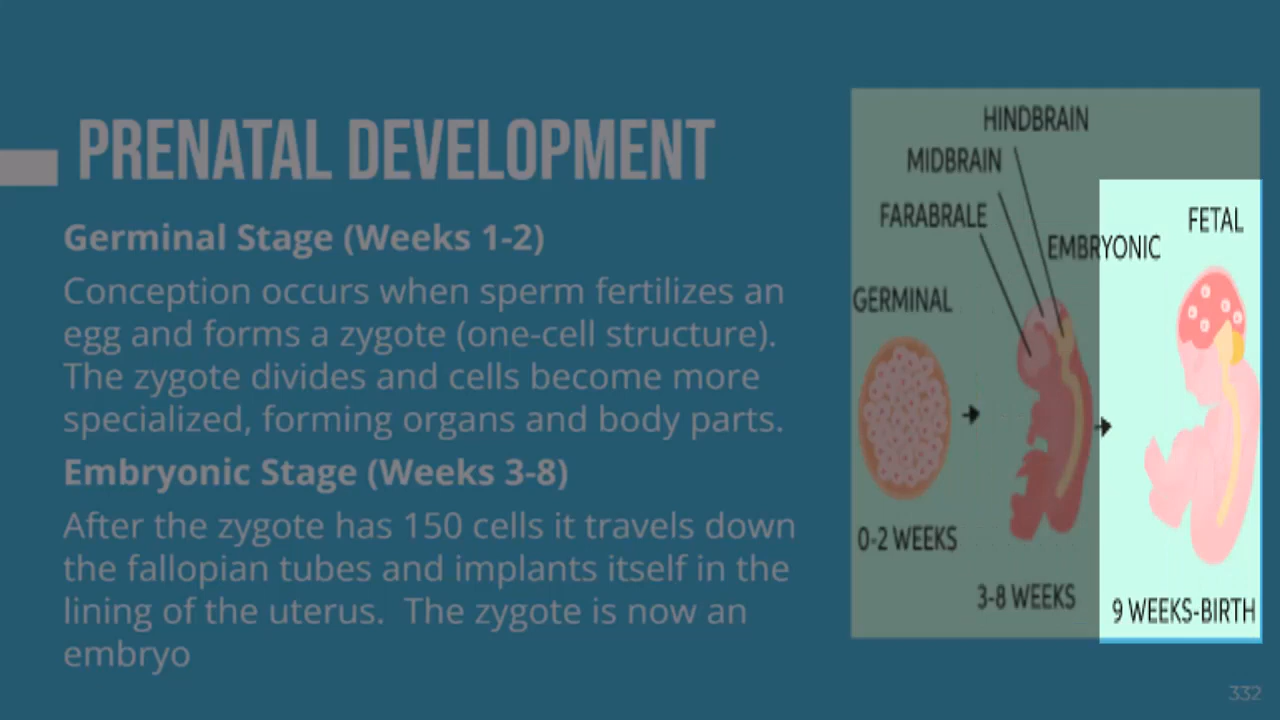 PRENATAL DEVELOPMENT
Germinal Stage (Weeks 1-2)
Conception occurs when sperm fertilizes an
egg and forms a zygote (one-cell structure).
The zygote divides and cells become more
specialized, forming organs and body parts.
Embryonic Stage (Weeks 3-8)
After the zygote has 150 cells it travels down
the fallopian tubes and implants itself in the
lining of the uterus.  The zygote is now an
embryo
HINDBRAIN
MIDBRAIN
FARABRALE
EMBRYONIC
FETAL
GERMINAL
0-2 WEEKS
3-8 WEEKS
9 WEEKS-BIRTH
332